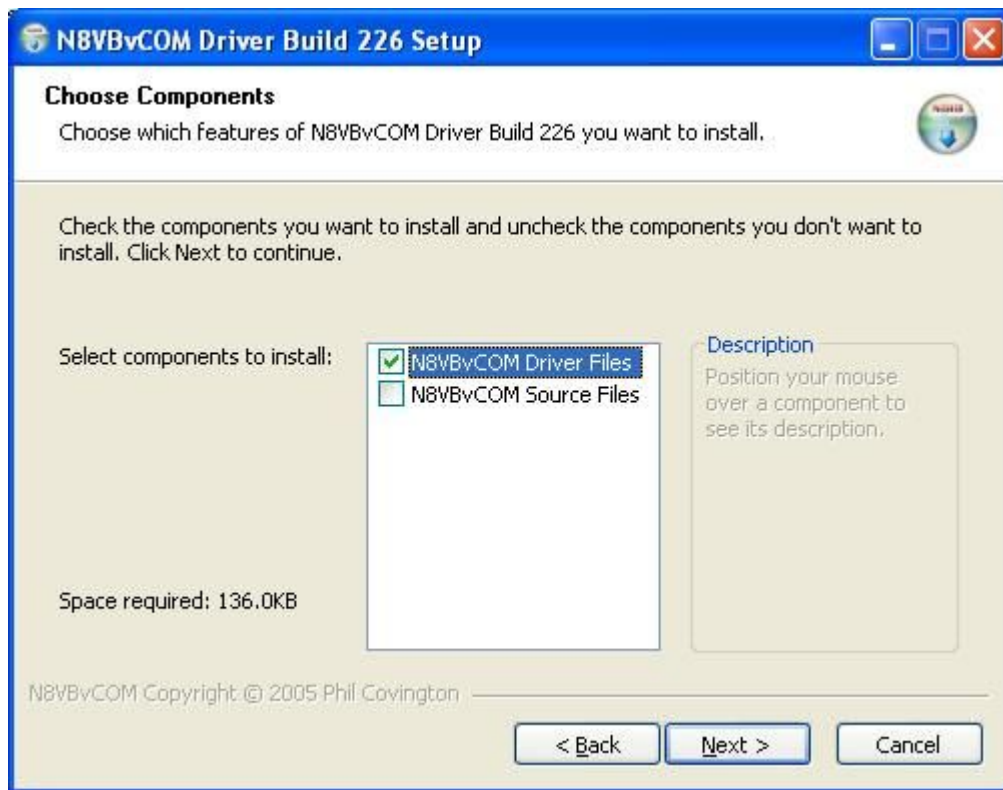 N8VBvCOM Driver Build 226 Setup
Choose Components
Choose which features of N8VBvCOM Driver Build 226 you want to install.
Check the components you want to install and uncheck the components you don't want to
install. Click Next to continue.
Select components to install:
N8VBvCOM Driver Files
N8VBvCOM Source Files
Description
Position your mouse
over a component to
see its description.
Space required: 136.0KB
N8VBvCOM Copyright © 2005 Phil Covington
< Back
Next >
Cancel